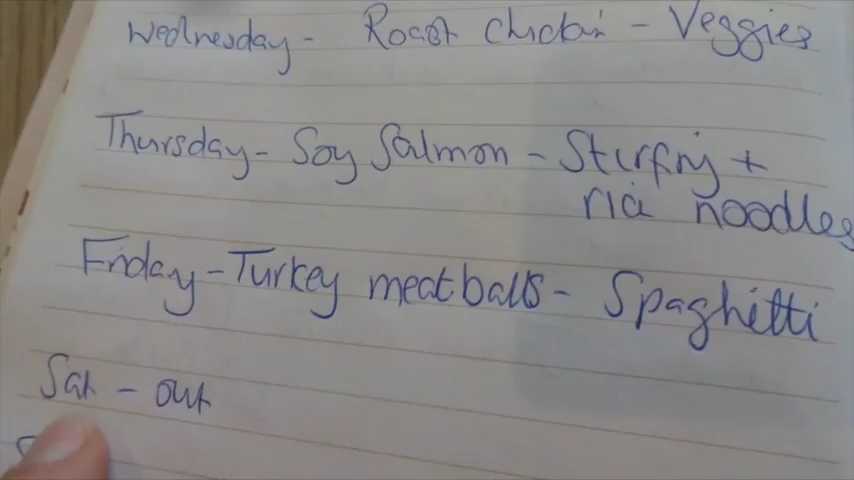 Wednesday - Roast chicken - Veggies
Thursday - Soy Salmon - Stirfry +
rice noodles
Friday - Turkey meatballs - Spaghetti
Sat - out